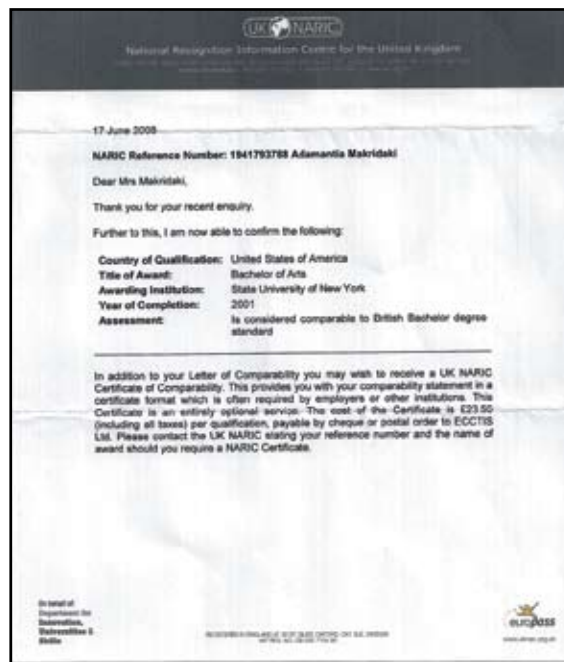 UK NARIC
National Recognition Information Centre for the United Kingdom
17 June 2008
NARIC Reference Number: 1941793788 Adamantia Makridaki
Dear Mrs Makridaki,
Thank you for your recent enquiry.
Further to this, I am now able to confirm the following:
Country of Qualification: United States of America
Title of Award: Bachelor of Arts
Awarding Institution: State University of New York
Year of Completion: 2001
Assessment: Is considered comparable to British Bachelor degree
standard
In addition to your Letter of Comparability you may wish to receive a UK NARIC
Certificate of Comparability. This provides you with your comparability statement in a
certificate format which is often required by employers or other institutions. This
Certificate is an entirely optional service. The cost of the Certificate is £23.50
(including all taxes) per qualification, payable by cheque or postal order to ECCTIS
Ltd. Please contact the UK NARIC stating your reference number and the name of
award should you require a NARIC Certificate.
On behalf of
Department for
Innovation,
Universities &
Skills
europass